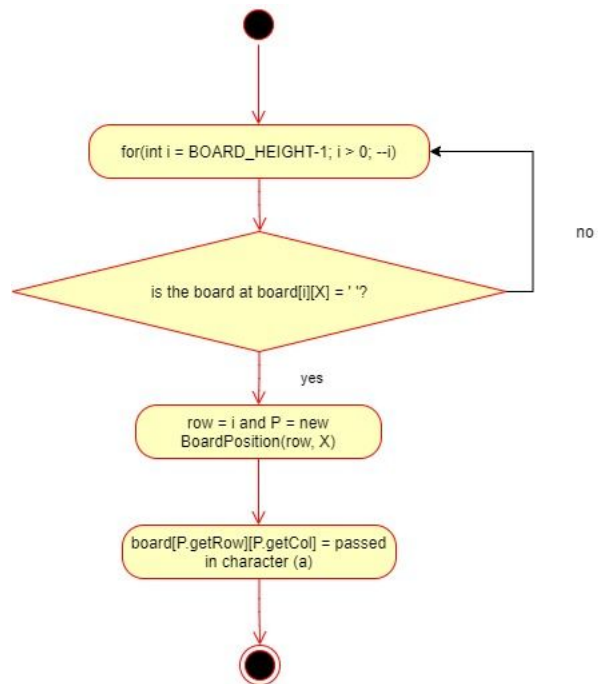 for(int i = BOARD_HEIGHT-1; i > 0; --i)
no
is the board at board[i][X] = ' '?
yes
row = i and P = new
BoardPosition(row, X)
board[P.getRow][P.getCol] = passed
in character (a)